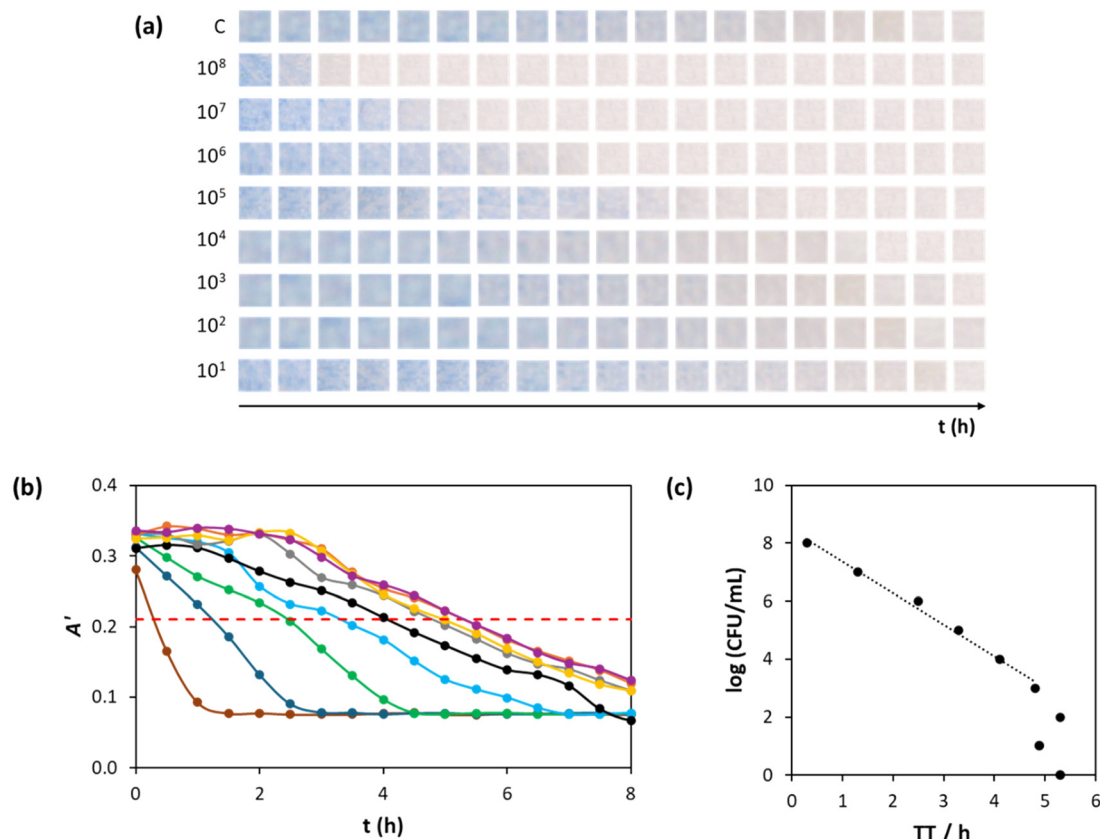 (a)
C
10⁸
10⁷
10⁶
10⁵
10⁴
10³
10²
10¹
t (h)
(b)
0.4
0.3
0.2
0.1
0.0
A'
0 2 4 6 8
t (h)
(c)
10
8
6
4
2
0
log (CFU/mL)
0 1 2 3 4 5 6
TT / h